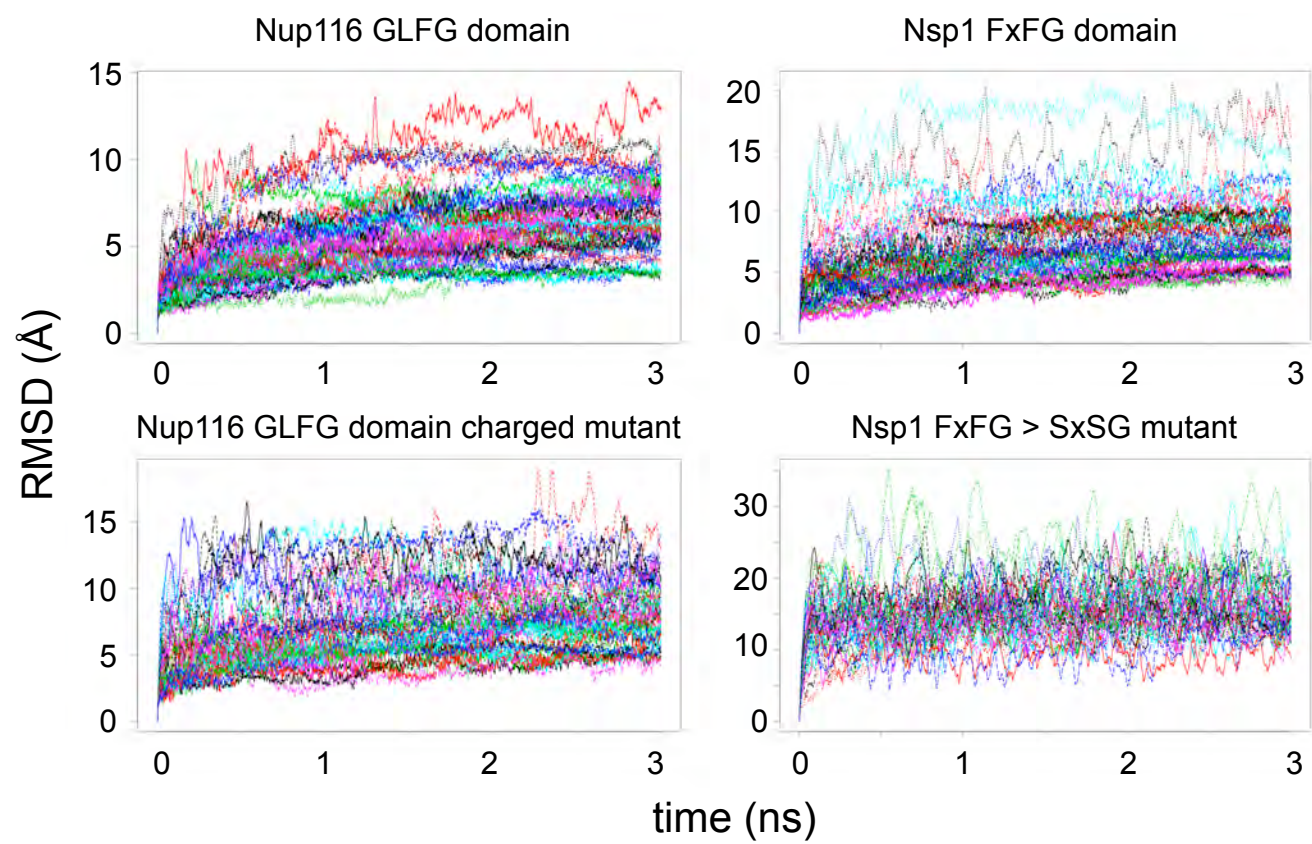 Nup116 GLFG domain
Nsp1 FxFG domain
15
10
5
0
20
15
10
5
0
0 1 2 3
0 1 2 3
RMSD (Å)
Nup116 GLFG domain charged mutant
Nsp1 FxFG > SxSG mutant
15
10
5
0
30
20
10
0
0 1 2 3
0 1 2 3
time (ns)